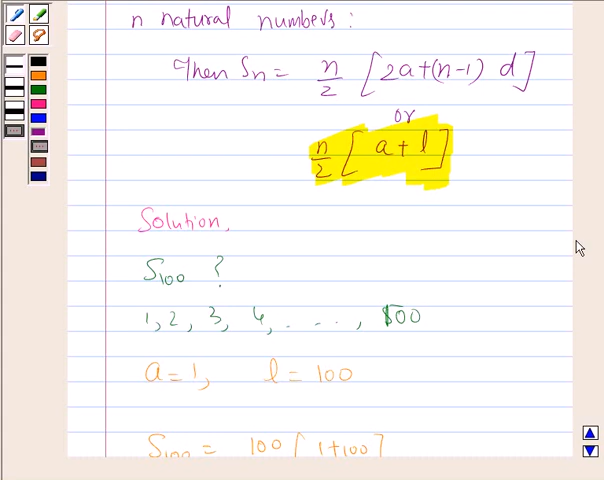 n natural numbers:
Then Sn = n/2 [2a+(n-1) d]
or
n/2 [a+l]
Solution,
S100 ?
1, 2, 3, 4, . - . ., 100
a=1, l = 100
S100 = 100 [1+100]